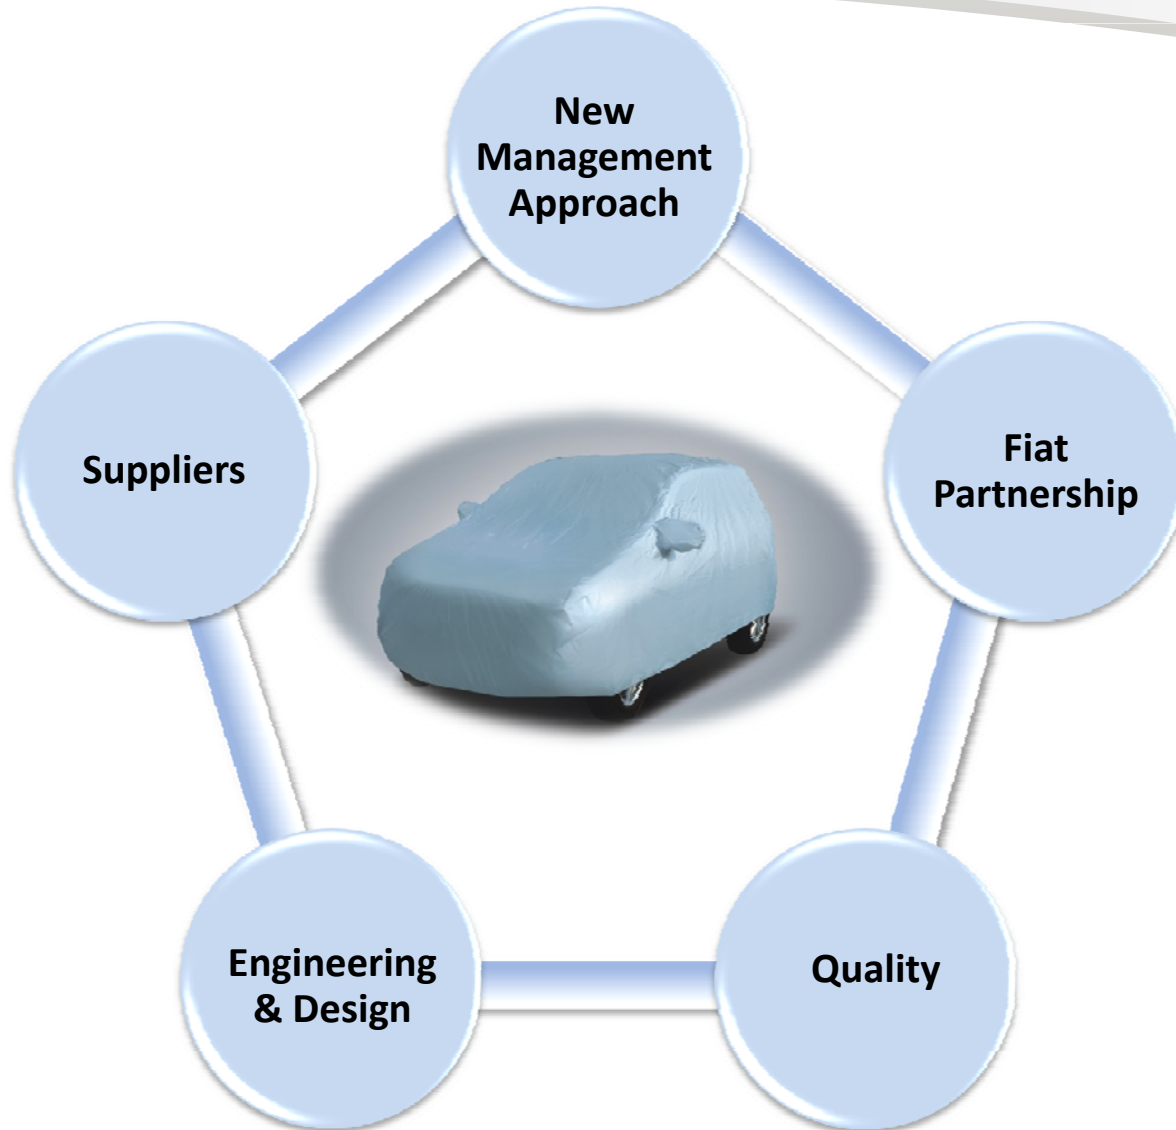 New
Management
Approach
Suppliers
Fiat
Partnership
Engineering
& Design
Quality